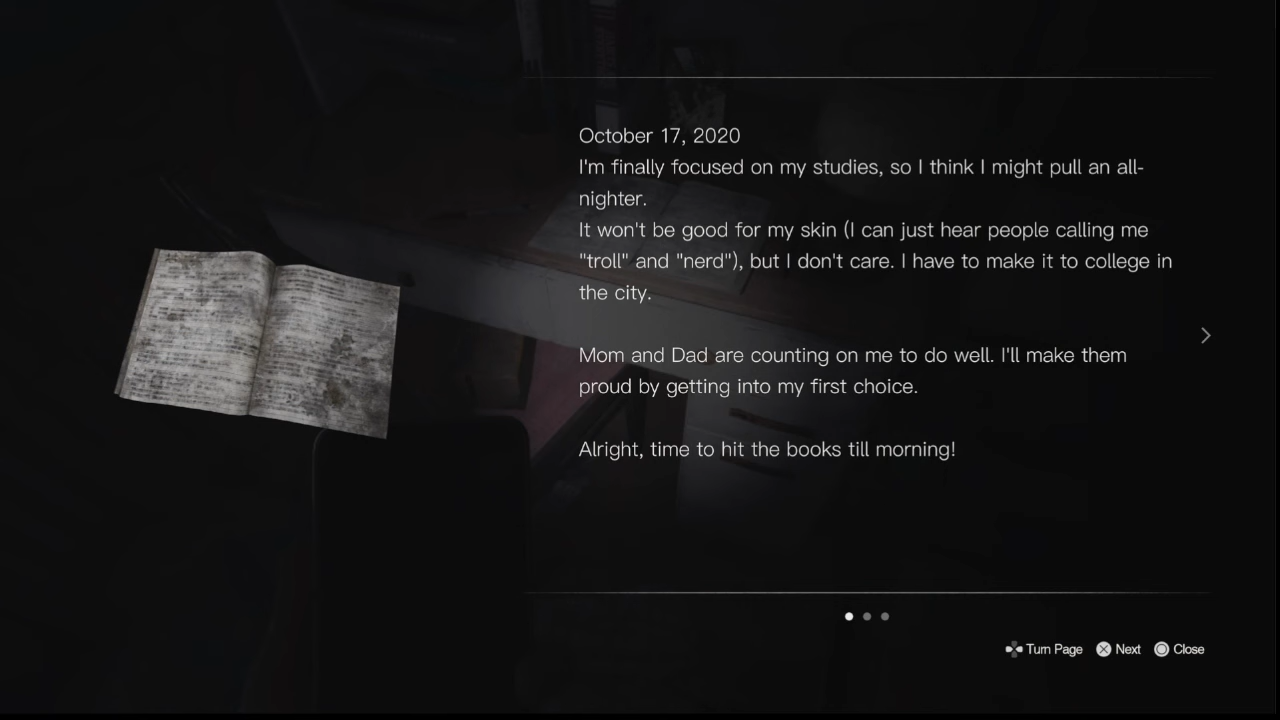 October 17, 2020
I'm finally focused on my studies, so I think I might pull an all-
nighter.
It won't be good for my skin (I can just hear people calling me
"troll" and "nerd"), but I don't care. I have to make it to college in
the city.
Mom and Dad are counting on me to do well. I'll make them
proud by getting into my first choice.
Alright, time to hit the books till morning!
Turn Page Next Close